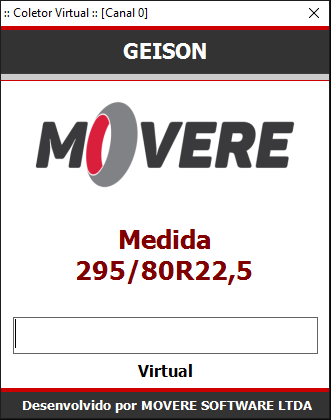 :: Coletor Virtual :: [Canal 0]
GEISON
MOVERE
Medida
295/80R22,5
Virtual
Desenvolvido por MOVERE SOFTWARE LTDA